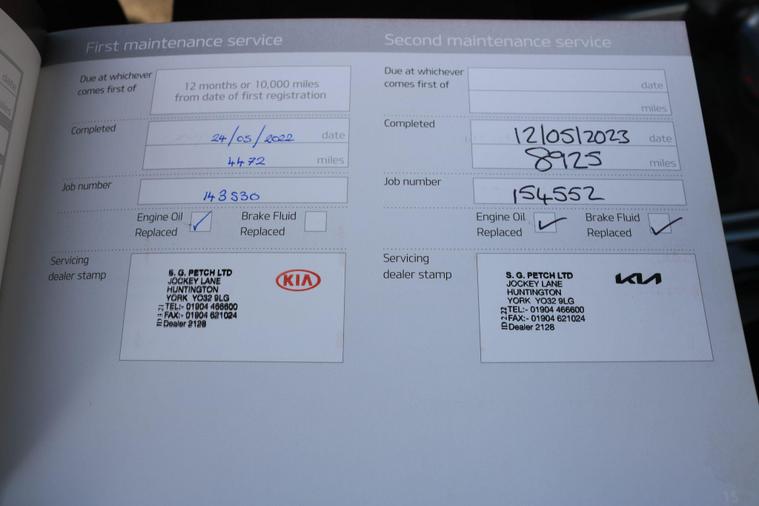 First maintenance service
Due at whichever
comes first of
12 months or 10,000 miles
from date of first registration
Completed
24/05/2022 date
4472 miles
Job number
143530
Engine Oil
Replaced
Brake Fluid
Replaced
Servicing
dealer stamp
S. G. PETCH LTD
JOCKEY LANE
HUNTINGTON
YORK YO32 9LG
TEL:- 01904 466600
FAX:- 01904 621024
Dealer 2128
KIA
Second maintenance service
Due at whichever
comes first of
date
miles
Completed
12/05/2023 date
8925 miles
Job number
154552
Engine Oil
Replaced
Brake Fluid
Replaced
Servicing
dealer stamp
S. G. PETCH LTD
JOCKEY LANE
HUNTINGTON
YORK YO32 9LG
TEL:- 01904 466600
FAX:- 01904 621024
Dealer 2128
KIA
15